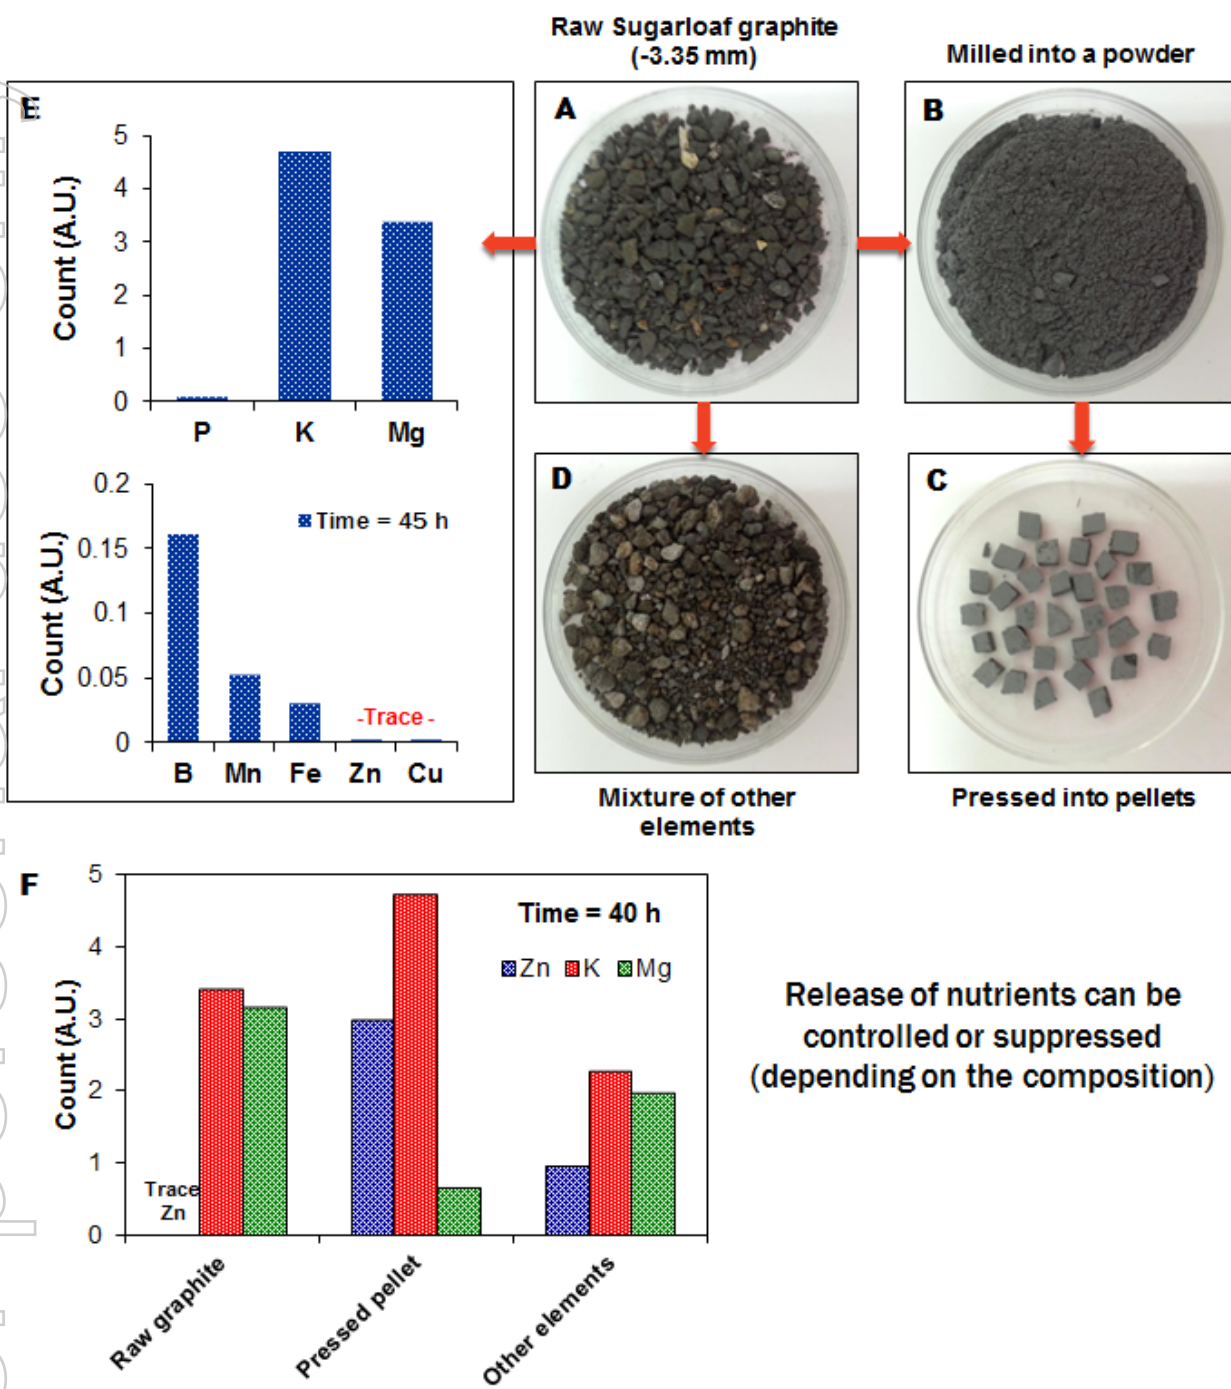 Raw Sugarloaf graphite
(-3.35 mm)
Milled into a powder
E
A
B
5
4
3
2
1
0
Count (A.U.)
P K Mg
D
C
0.2
0.15
0.1
0.05
0
Count (A.U.)
Time = 45 h
-Trace -
B Mn Fe Zn Cu
Mixture of other
elements
Pressed into pellets
F
5
4
3
2
1
0
Count (A.U.)
Time = 40 h
Zn K Mg
Trace
Zn
Raw graphite
Pressed pellet
Other elements
Release of nutrients can be
controlled or suppressed
(depending on the composition)